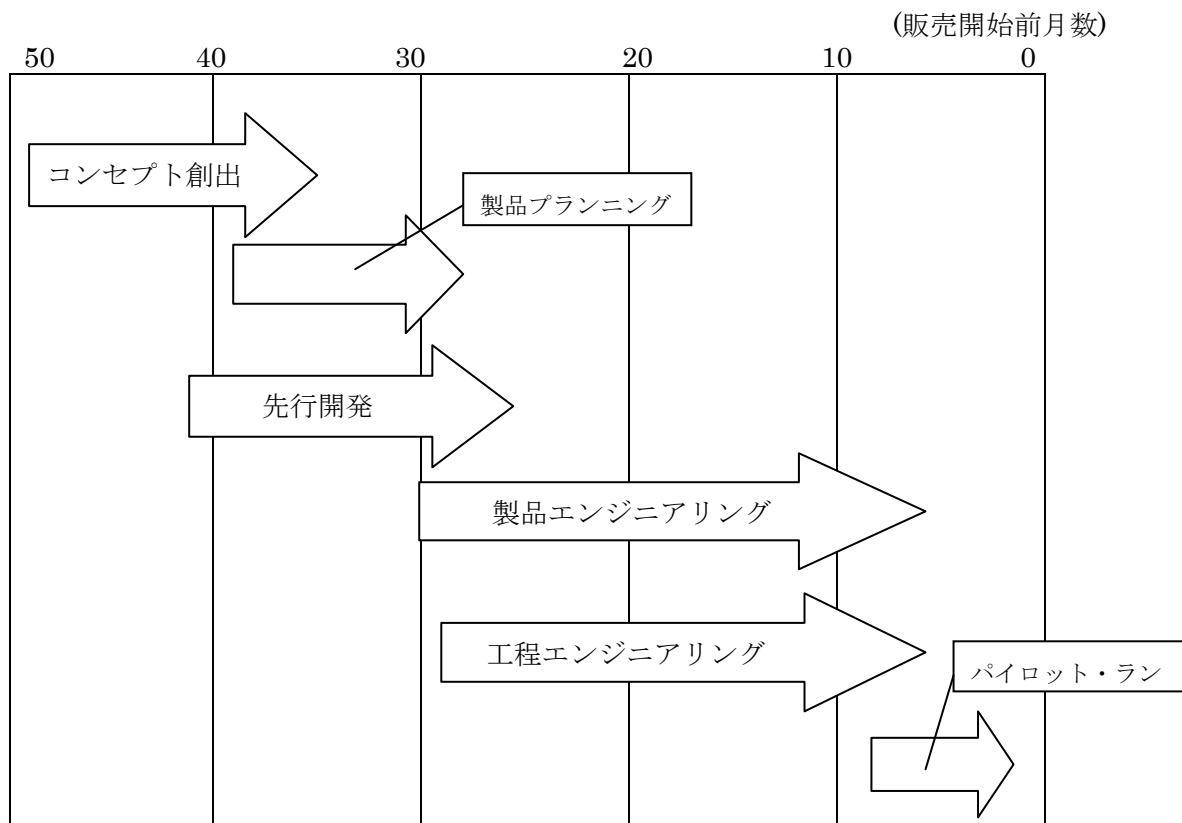 (販売開始前月数)
50 40 30 20 10 0
コンセプト創出
製品プランニング
先行開発
製品エンジニアリング
工程エンジニアリング
パイロット・ラン